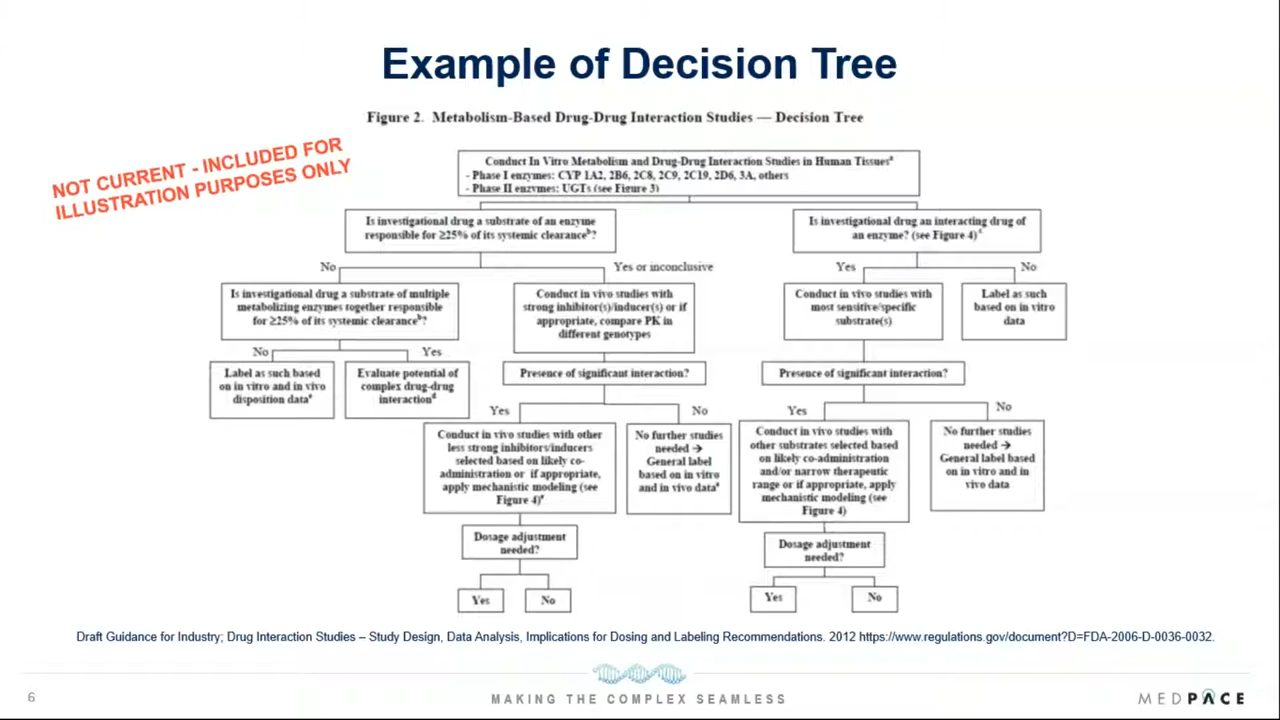 Example of Decision Tree
Figure 2. Metabolism-Based Drug-Drug Interaction Studies — Decision Tree
NOT CURRENT - INCLUDED FOR
ILLUSTRATION PURPOSES ONLY
Conduct In Vitro Metabolism and Drug-Drug Interaction Studies in Human Tissuesᵃ
- Phase I enzymes: CYP 1A2, 2B6, 2C8, 2C9, 2C19, 2D6, 3A, others
- Phase II enzymes: UGTs (see Figure 3)
Is investigational drug a substrate of an enzyme
responsible for ≥25% of its systemic clearanceᵇ?
Is investigational drug an interacting drug of
an enzyme? (see Figure 4)ᶜ
No
Yes or inconclusive
Yes
No
Is investigational drug a substrate of multiple
metabolizing enzymes together responsible
for ≥25% of its systemic clearanceᵇ?
Conduct in vivo studies with
strong inhibitor(s)/inducer(s) or if
appropriate, compare PK in
different genotypes
Conduct in vivo studies with
most sensitive/specific
substrate(s)
Label as such
based on in vitro
data
No
Yes
Label as such based
on in vitro and in vivo
disposition dataᵉ
Evaluate potential of
complex drug-drug
interactionᵈ
Presence of significant interaction?
Presence of significant interaction?
Yes
No
Yes
No
Conduct in vivo studies with other
less strong inhibitors/inducers
selected based on likely co-
administration or if appropriate,
apply mechanistic modeling (see
Figure 4)ᵉ
No further studies
needed →
General label
based on in vitro
and in vivo dataᵉ
Conduct in vivo studies with
other substrates selected based
on likely co-administration
and/or narrow therapeutic
range or if appropriate, apply
mechanistic modeling (see
Figure 4)
No further studies
needed →
General label based
on in vitro and in
vivo data
Dosage adjustment
needed?
Dosage adjustment
needed?
Yes
No
Yes
No
Draft Guidance for Industry; Drug Interaction Studies – Study Design, Data Analysis, Implications for Dosing and Labeling Recommendations. 2012 https://www.regulations.gov/document?D=FDA-2006-D-0036-0032.
6
MAKING THE COMPLEX SEAMLESS
MEDPACE